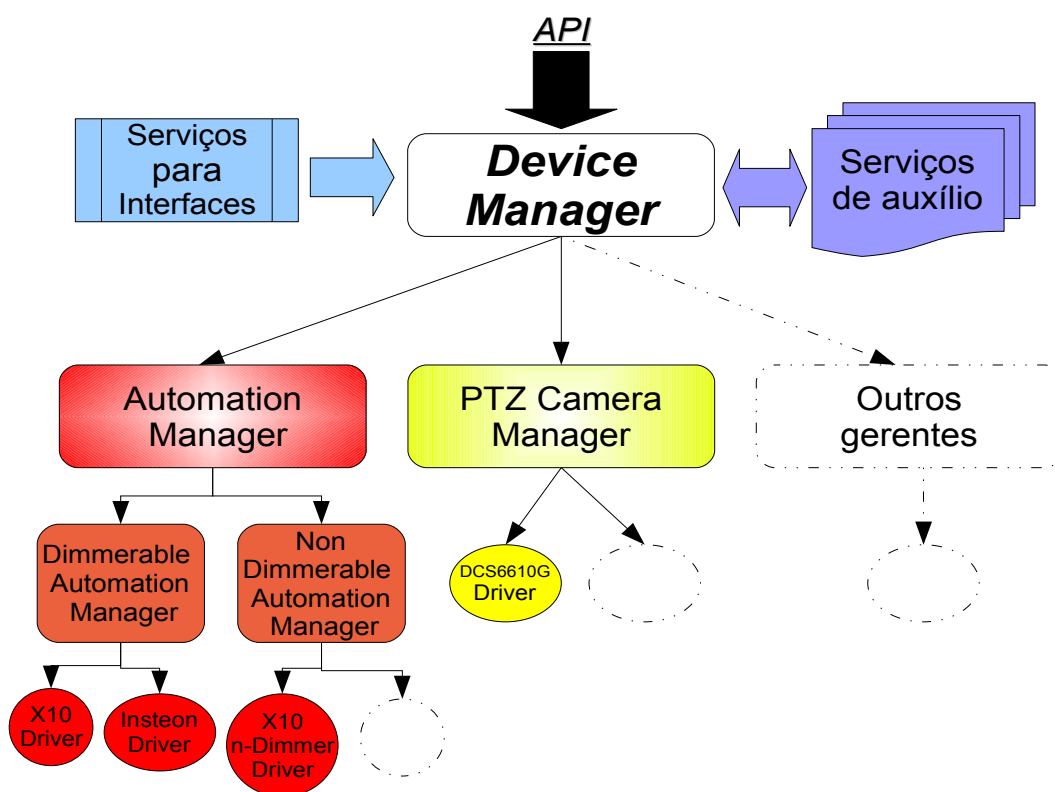 API
Serviços
para
Interfaces
Device
Manager
Serviços
de auxílio
Automation
Manager
PTZ Camera
Manager
Outros
gerentes
Dimmerable
Automation
Manager
Non
Dimmerable
Automation
Manager
DCS6610G
Driver
X10
Driver
Insteon
Driver
X10
n-Dimmer
Driver